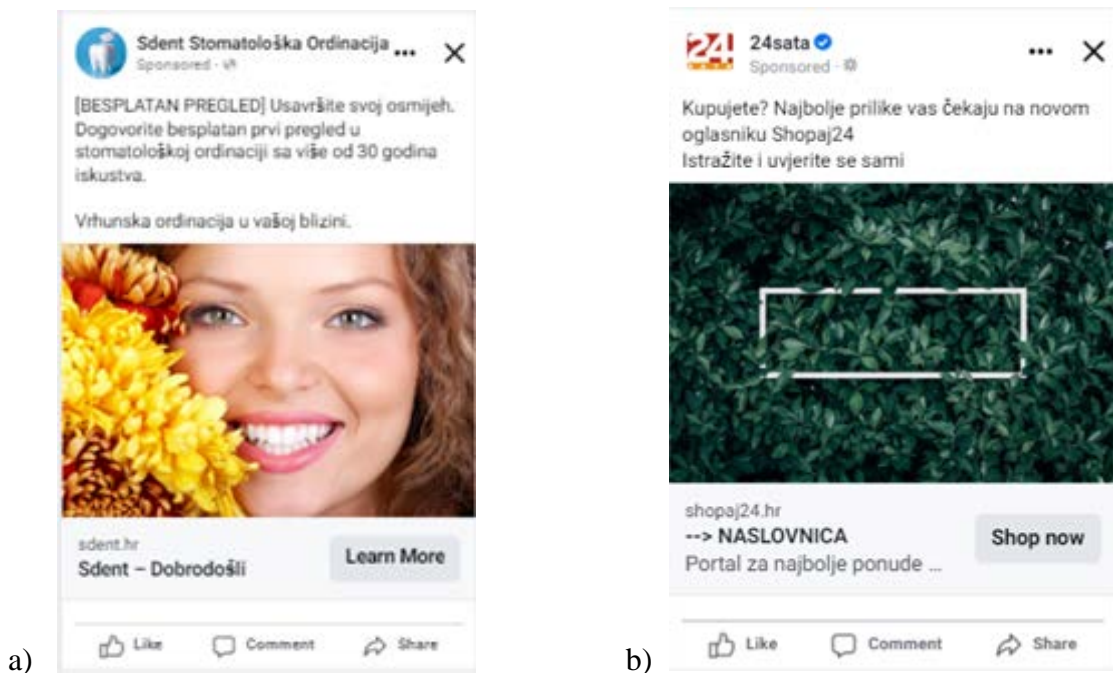 Sdent Stomatološka Ordinacija
Sponsored ·
[BESPLATAN PREGLED] Usavršite svoj osmijeh.
Dogovorite besplatan prvi pregled u
stomatološkoj ordinaciji sa više od 30 godina
iskustva.
Vrhunska ordinacija u vašoj blizini.
sdent.hr
Sdent – Dobrodošli
Learn More
Like
Comment
Share
a)
24
SATA
24sata
Sponsored ·
Kupujete? Najbolje prilike vas čekaju na novom
oglasniku Shopaj24
Istražite i uvjerite se sami
shopaj24.hr
--> NASLOVNICA
Portal za najbolje ponude ...
Shop now
Like
Comment
Share
b)